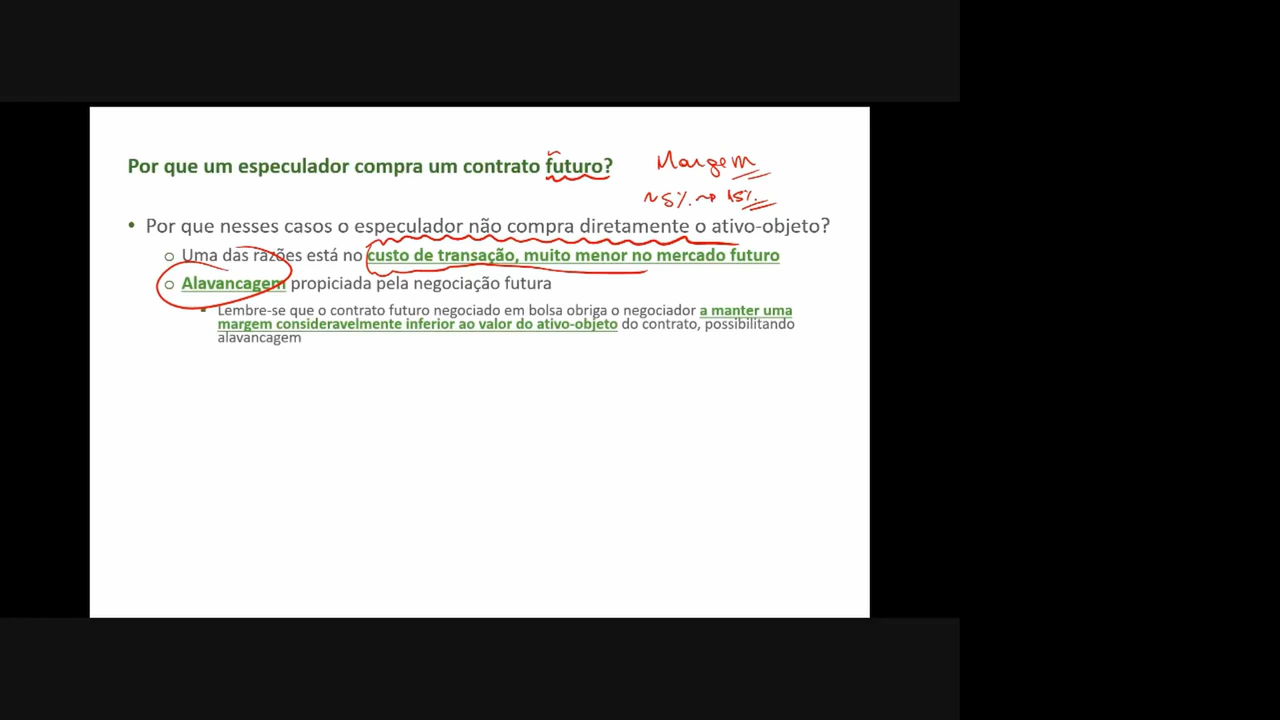 Por que um especulador compra um contrato futuro?
Margem
~5% → 15%
• Por que nesses casos o especulador não compra diretamente o ativo-objeto?
o Uma das razões está no custo de transação, muito menor no mercado futuro
o Alavancagem propiciada pela negociação futura
▪ Lembre-se que o contrato futuro negociado em bolsa obriga o negociador a manter uma
margem consideravelmente inferior ao valor do ativo-objeto do contrato, possibilitando
alavancagem